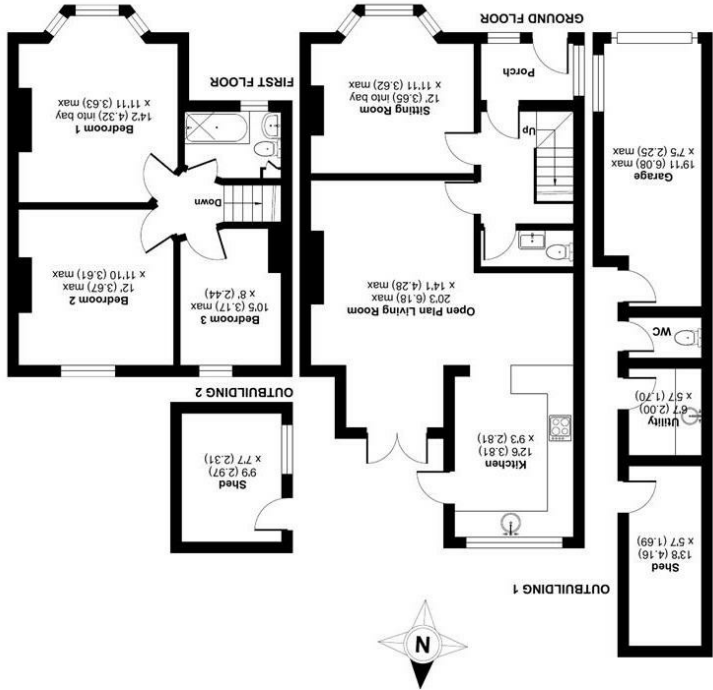 OUTBUILDING 1
Shed
13'8 (4.16)
x 5'7 (1.69)
Utility
6'7 (2.00)
x 5'7 (1.70)
WC
Garage
19'11 (6.08) max
x 7'5 (2.25) max
Kitchen
12'6 (3.81)
x 9'3 (2.81)
Open Plan Living Room
20'3 (6.18) max
x 14'1 (4.28) max
Up
Sitting Room
12' (3.65) into bay
x 11'11 (3.62) max
Porch
GROUND FLOOR
Shed
9'9 (2.97)
x 7'7 (2.31)
OUTBUILDING 2
Bedroom 3
10'5 (3.17) max
x 8' (2.44)
Bedroom 2
12' (3.67) max
x 11'10 (3.61) max
Down
Bedroom 1
14'2 (4.32) into bay
x 11'11 (3.63) max
FIRST FLOOR
N